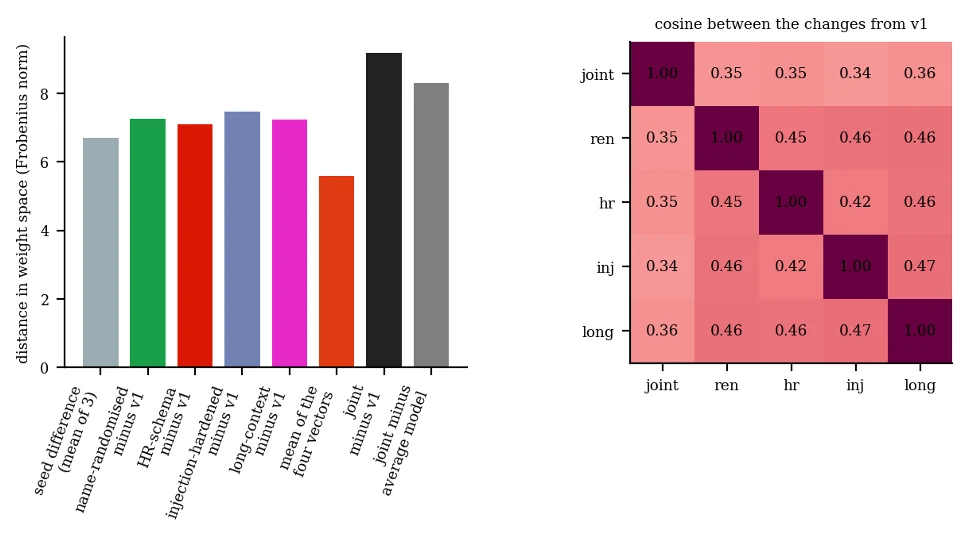 distance in weight space (Frobenius norm)
8
6
4
2
0
seed difference
(mean of 3)
name-randomised
minus v1
HR-schema
minus v1
injection-hardened
minus v1
long-context
minus v1
mean of the
four vectors
joint
minus v1
joint minus
average model
cosine between the changes from v1
joint 1.00 0.35 0.35 0.34 0.36
ren 0.35 1.00 0.45 0.46 0.46
hr 0.35 0.45 1.00 0.42 0.46
inj 0.34 0.46 0.42 1.00 0.47
long 0.36 0.46 0.46 0.47 1.00
joint ren hr inj long